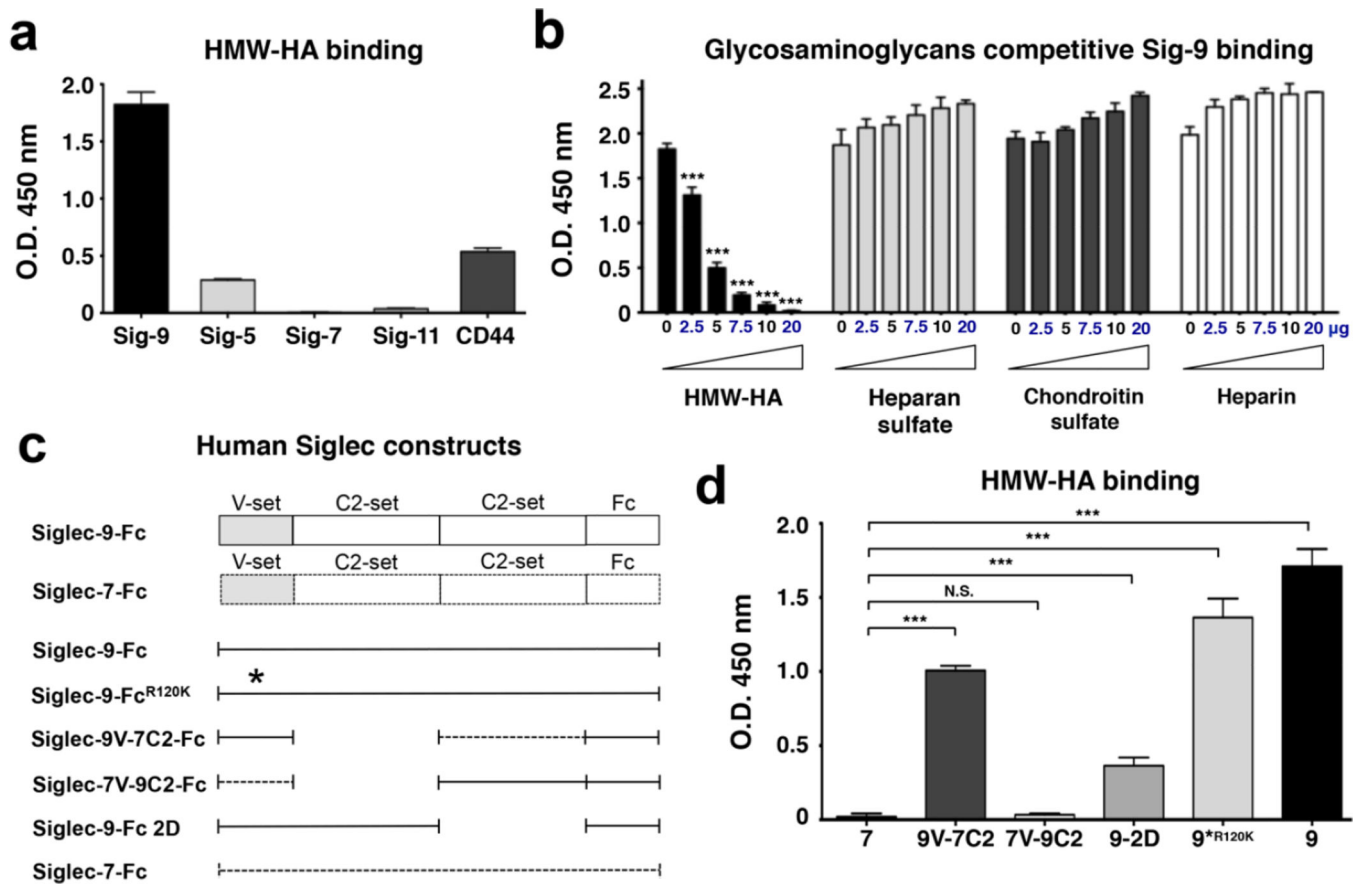 a
HMW-HA binding
O.D. 450 nm
2.0
1.5
1.0
0.5
0
Sig-9 Sig-5 Sig-7 Sig-11 CD44
b
Glycosaminoglycans competitive Sig-9 binding
O.D. 450 nm
2.5
2.0
1.5
1.0
2.5
0
***
***
***
***
***
0 2.5 5 7.5 10 20 0 2.5 5 7.5 10 20 0 2.5 5 7.5 10 20 0 2.5 5 7.5 10 20 µg
HMW-HA
Heparan
sulfate
Chondroitin
sulfate
Heparin
c
Human Siglec constructs
V-set C2-set C2-set Fc
Siglec-9-Fc
V-set C2-set C2-set Fc
Siglec-7-Fc
Siglec-9-Fc
*
Siglec-9-FcR120K
Siglec-9V-7C2-Fc
Siglec-7V-9C2-Fc
Siglec-9-Fc 2D
Siglec-7-Fc
d
HMW-HA binding
O.D. 450 nm
2.0
1.5
1.0
0.5
0
***
***
***
N.S.
***
7 9V-7C2 7V-9C2 9-2D 9*R120K 9